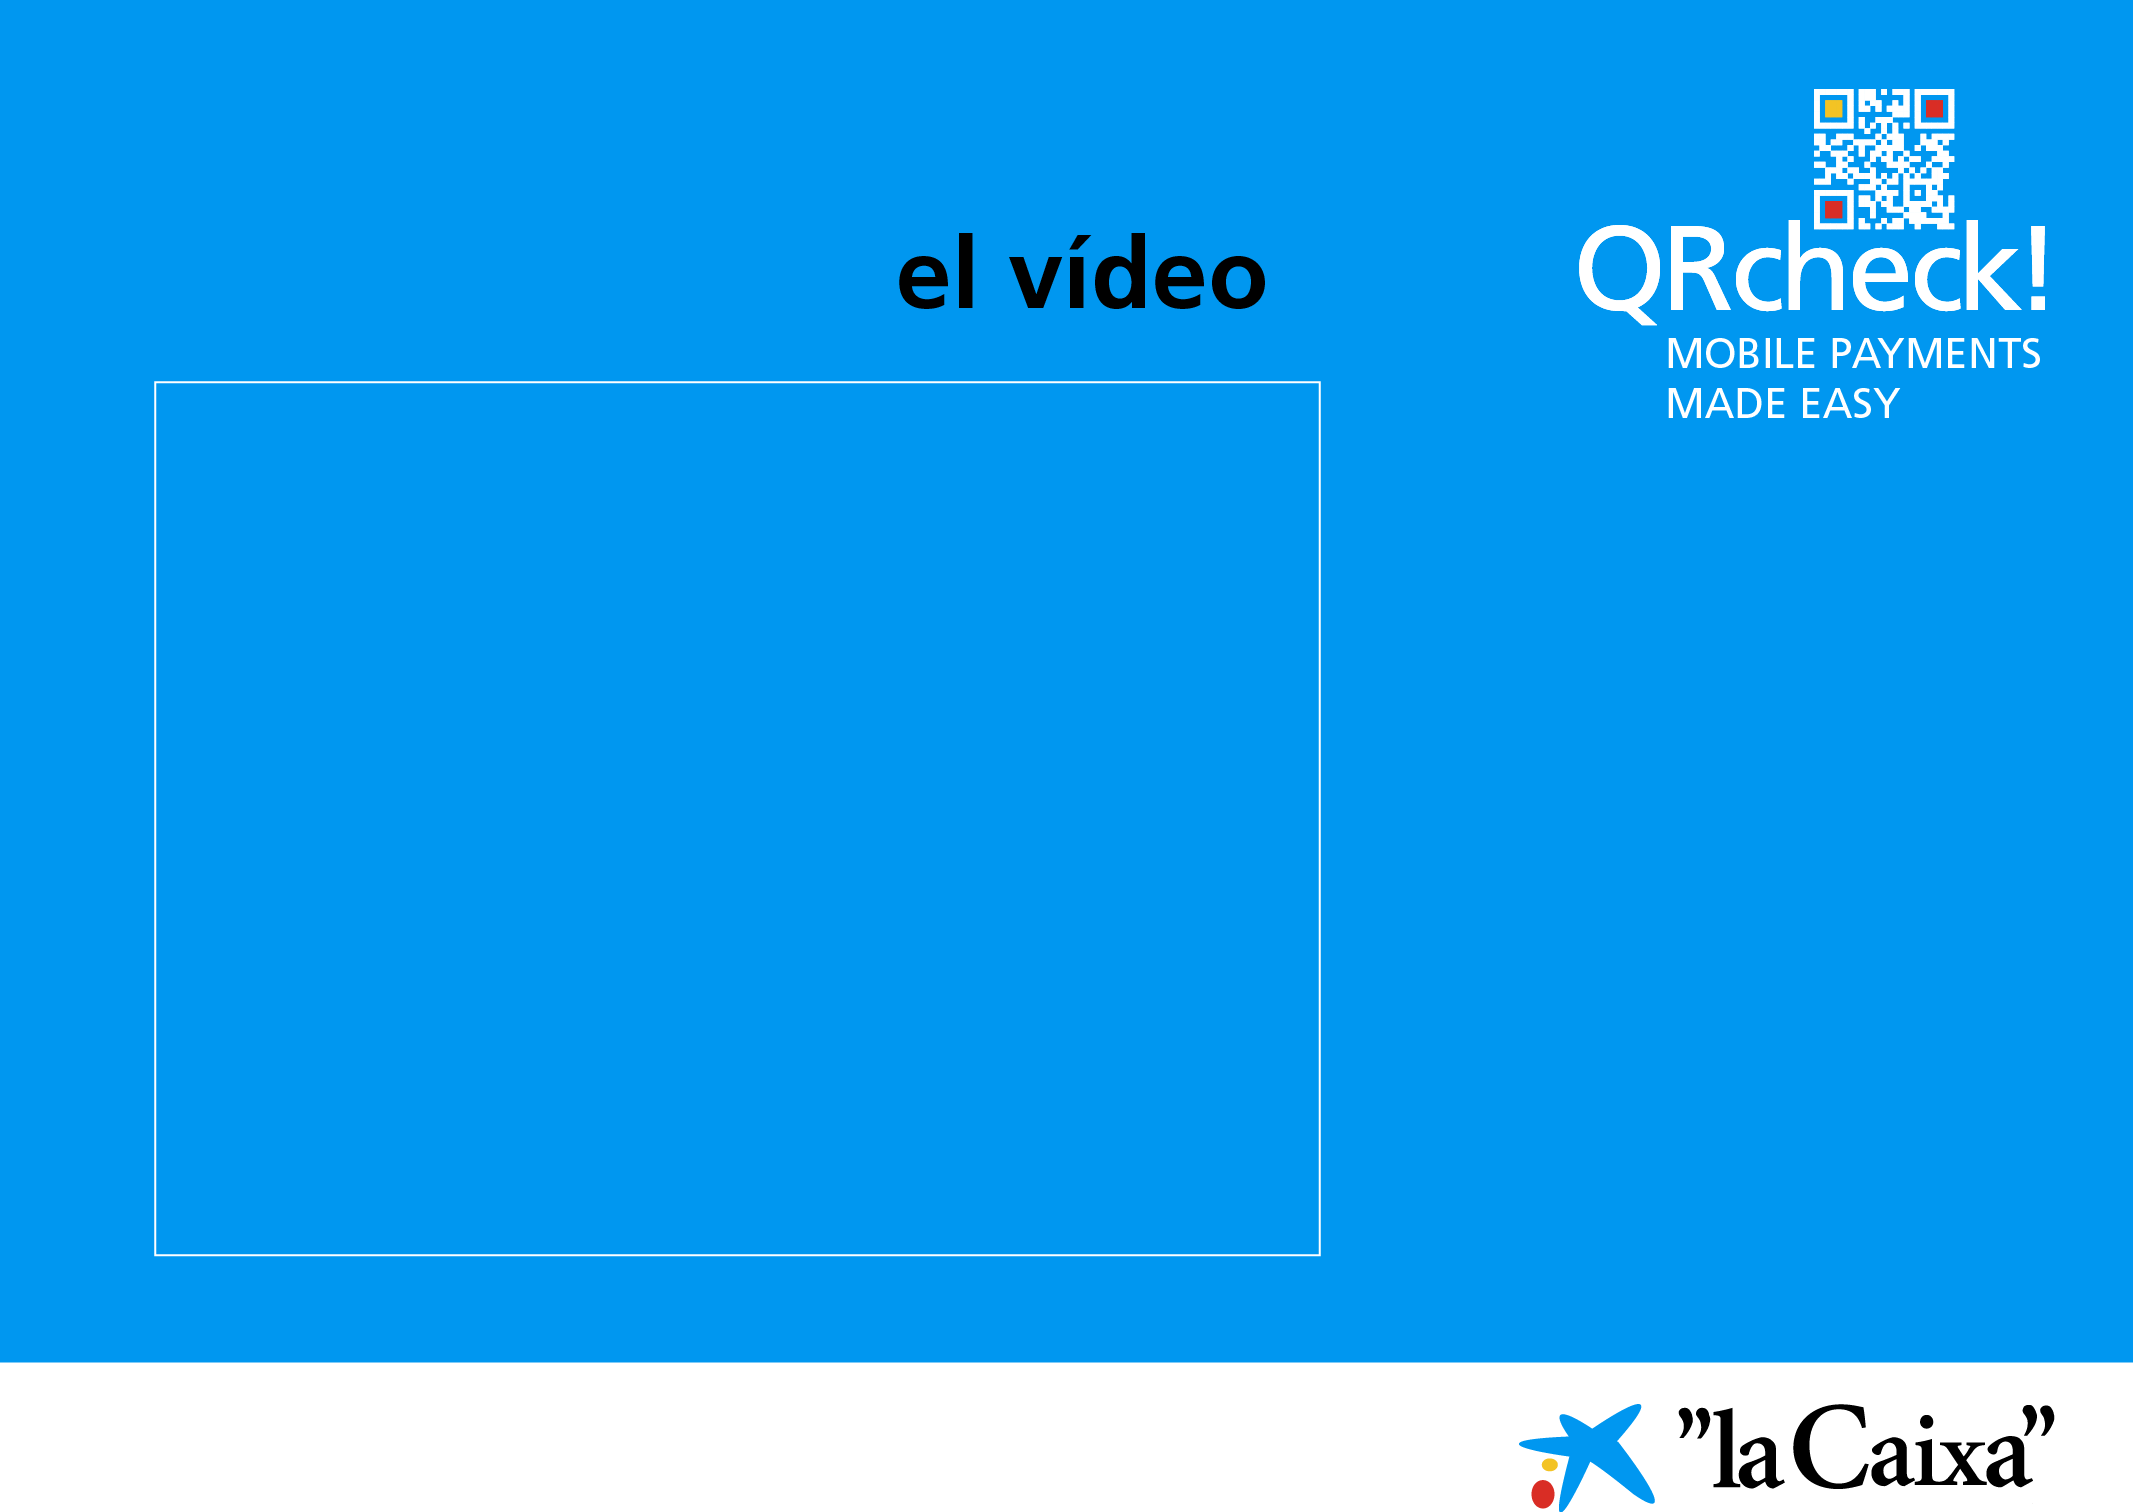 el vídeo
QRcheck!
MOBILE PAYMENTS
MADE EASY
”laCaixa”